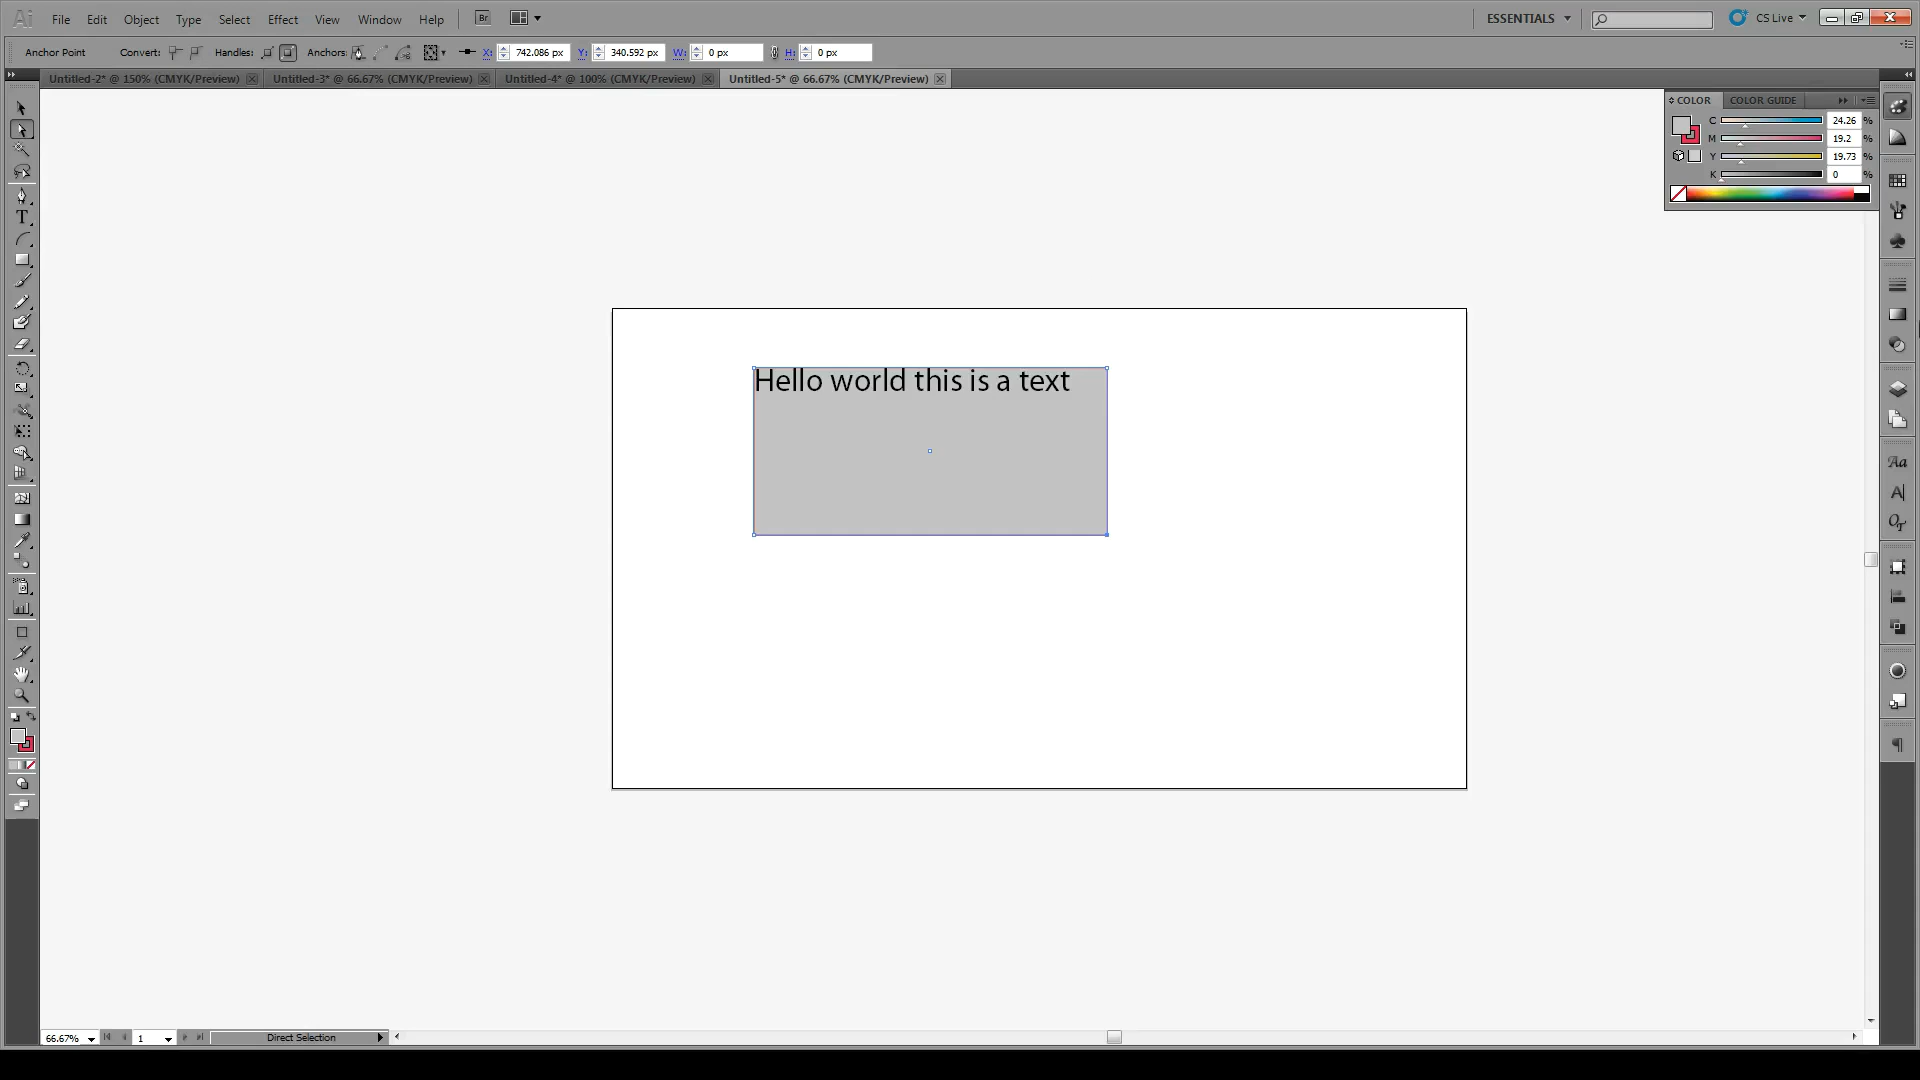 Ai File Edit Object Type Select Effect View Window Help Br ESSENTIALS CS Live
Anchor Point Convert: Handles: Anchors: X: 742.086 px Y: 340.592 px W: 0 px H: 0 px
Untitled-2* @ 150% (CMYK/Preview) Untitled-3* @ 66.67% (CMYK/Preview) Untitled-4* @ 100% (CMYK/Preview) Untitled-5* @ 66.67% (CMYK/Preview)
COLOR COLOR GUIDE
C 24.26 %
M 19.2 %
Y 19.73 %
K 0 %
Hello world this is a text
66.67% 1 Direct Selection